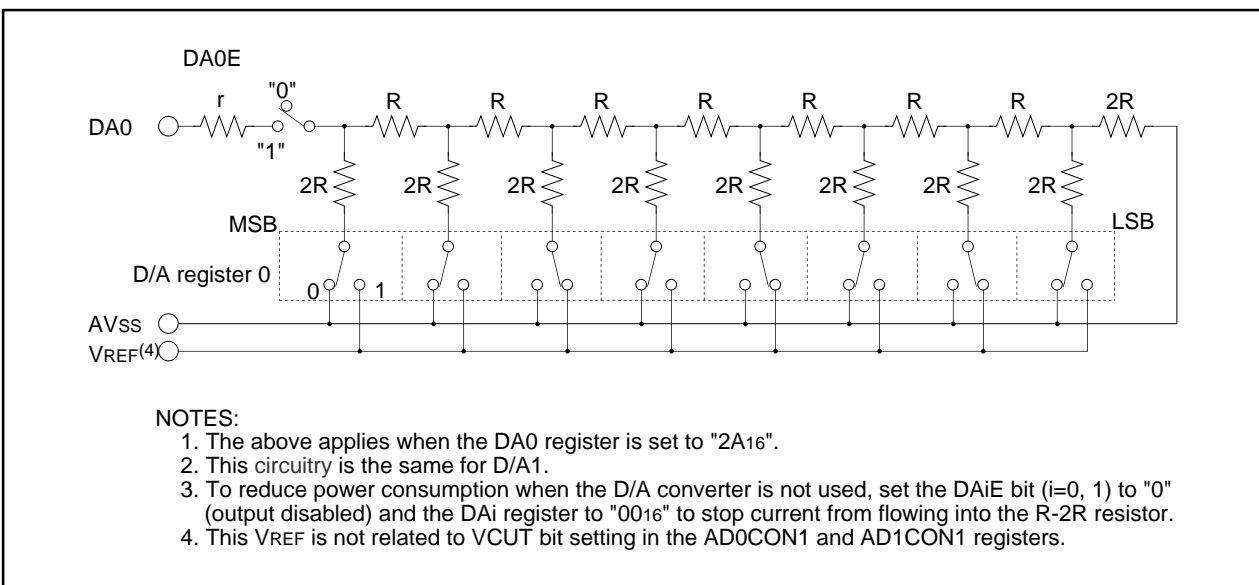 DA0E
r
"0"
R R R R R R R 2R
DA0
"1"
2R 2R 2R 2R 2R 2R 2R 2R
MSB
LSB
D/A register 0
0 1
AVSS
VREF(4)
NOTES:
1. The above applies when the DA0 register is set to "2A16".
2. This circuitry is the same for D/A1.
3. To reduce power consumption when the D/A converter is not used, set the DAiE bit (i=0, 1) to "0"
(output disabled) and the DAi register to "0016" to stop current from flowing into the R-2R resistor.
4. This VREF is not related to VCUT bit setting in the AD0CON1 and AD1CON1 registers.